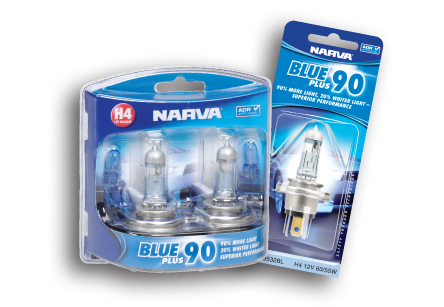 H4
NARVA
ADR ✓
BLUE
PLUS 90
90% MORE LIGHT
20% WHITER LIGHT
SUPERIOR PERFORMANCE
ADR ✓
NARVA
BLUE
PLUS 90
90% MORE LIGHT, 20% WHITER LIGHT –
SUPERIOR PERFORMANCE
H4 12V 60/55W